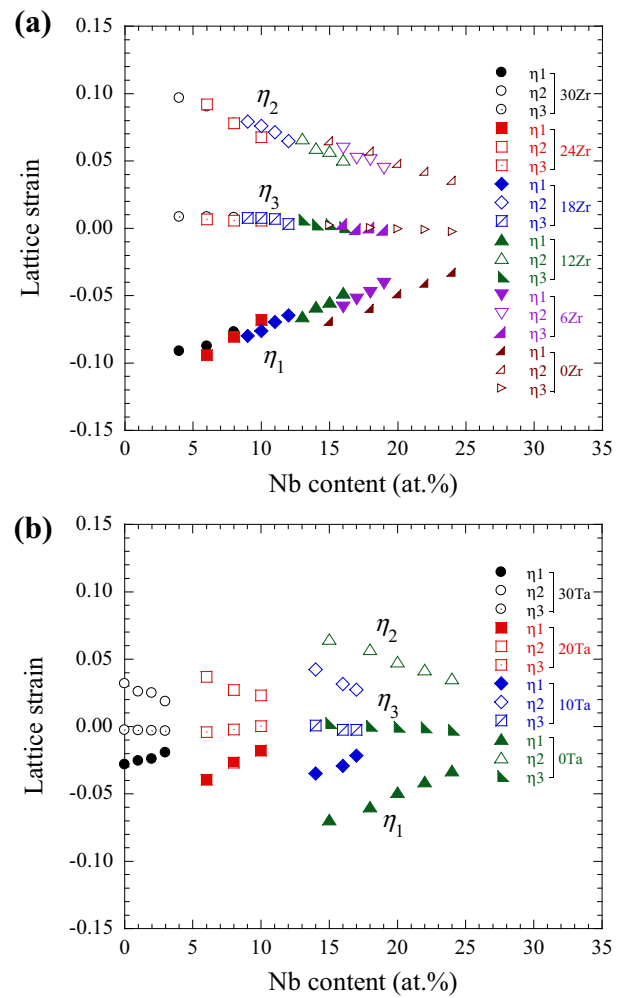 (a)
0.15
0.10
0.05
0.00
-0.05
-0.10
-0.15
Lattice strain
η2
η3
η1
η1
η2
η3
30Zr
η1
η2
η3
24Zr
η1
η2
η3
18Zr
η1
η2
η3
12Zr
η1
η2
η3
6Zr
η1
η2
η3
0Zr
0 5 10 15 20 25 30 35
Nb content (at.%)
(b)
0.15
0.10
0.05
0.00
-0.05
-0.10
-0.15
Lattice strain
η2
η3
η1
η1
η2
η3
30Ta
η1
η2
η3
20Ta
η1
η2
η3
10Ta
η1
η2
η3
0Ta
0 5 10 15 20 25 30 35
Nb content (at.%)